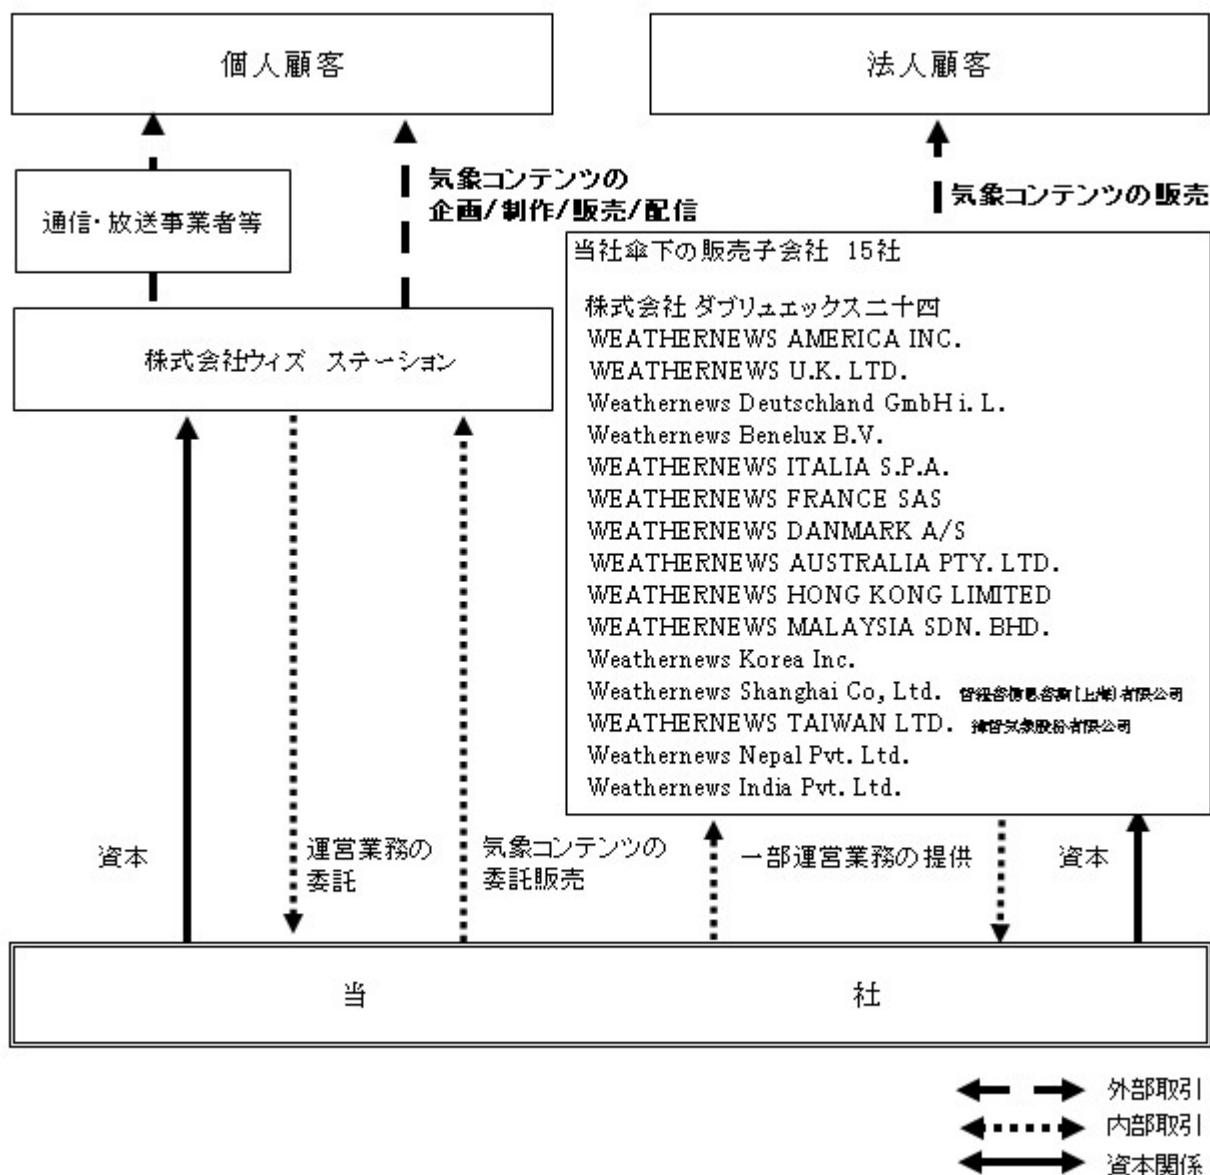 個人顧客
法人顧客
通信・放送事業者等
気象コンテンツの
企画/制作/販売/配信
気象コンテンツの販売
株式会社ウィズ ステーション
当社傘下の販売子会社 15社
株式会社 ダブリュエックス二十四
WEATHERNEWS AMERICA INC.
WEATHERNEWS U.K. LTD.
Weathernews Deutschland GmbH i. L.
Weathernews Benelux B.V.
WEATHERNEWS ITALIA S.P.A.
WEATHERNEWS FRANCE SAS
WEATHERNEWS DANMARK A/S
WEATHERNEWS AUSTRALIA PTY. LTD.
WEATHERNEWS HONG KONG LIMITED
WEATHERNEWS MALAYSIA SDN. BHD.
Weathernews Korea Inc.
Weathernews Shanghai Co, Ltd.
WEATHERNEWS TAIWAN LTD.
Weathernews Nepal Pvt. Ltd.
Weathernews India Pvt. Ltd.
資本
運営業務の
委託
気象コンテンツの
委託販売
一部運営業務の提供
資本
当 社
外部取引
内部取引
資本関係